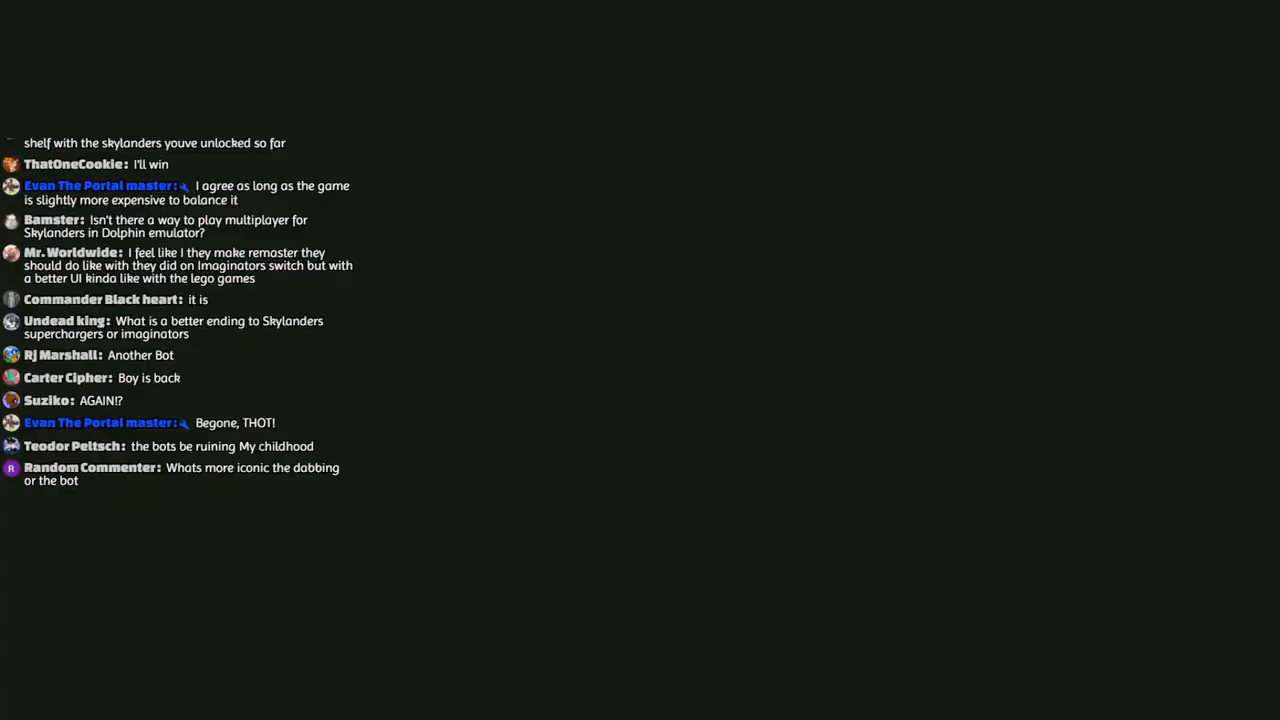 shelf with the skylanders youve unlocked so far
ThatOneCookie: I'll win
Evan The Portal master: I agree as long as the game
is slightly more expensive to balance it
Bamster: Isn't there a way to play multiplayer for
Skylanders in Dolphin emulator?
Mr. Worldwide: I feel like I they make remaster they
should do like with they did on Imaginators switch but with
a better UI kinda like with the lego games
Commander Black heart: it is
Undead king: What is a better ending to Skylanders
superchargers or imaginators
RJ Marshall: Another Bot
Carter Cipher: Boy is back
Suziko: AGAIN!?
Evan The Portal master: Begone, THOT!
Teodor Peltsch: the bots be ruining My childhood
R Random Commenter: Whats more iconic the dabbing
or the bot